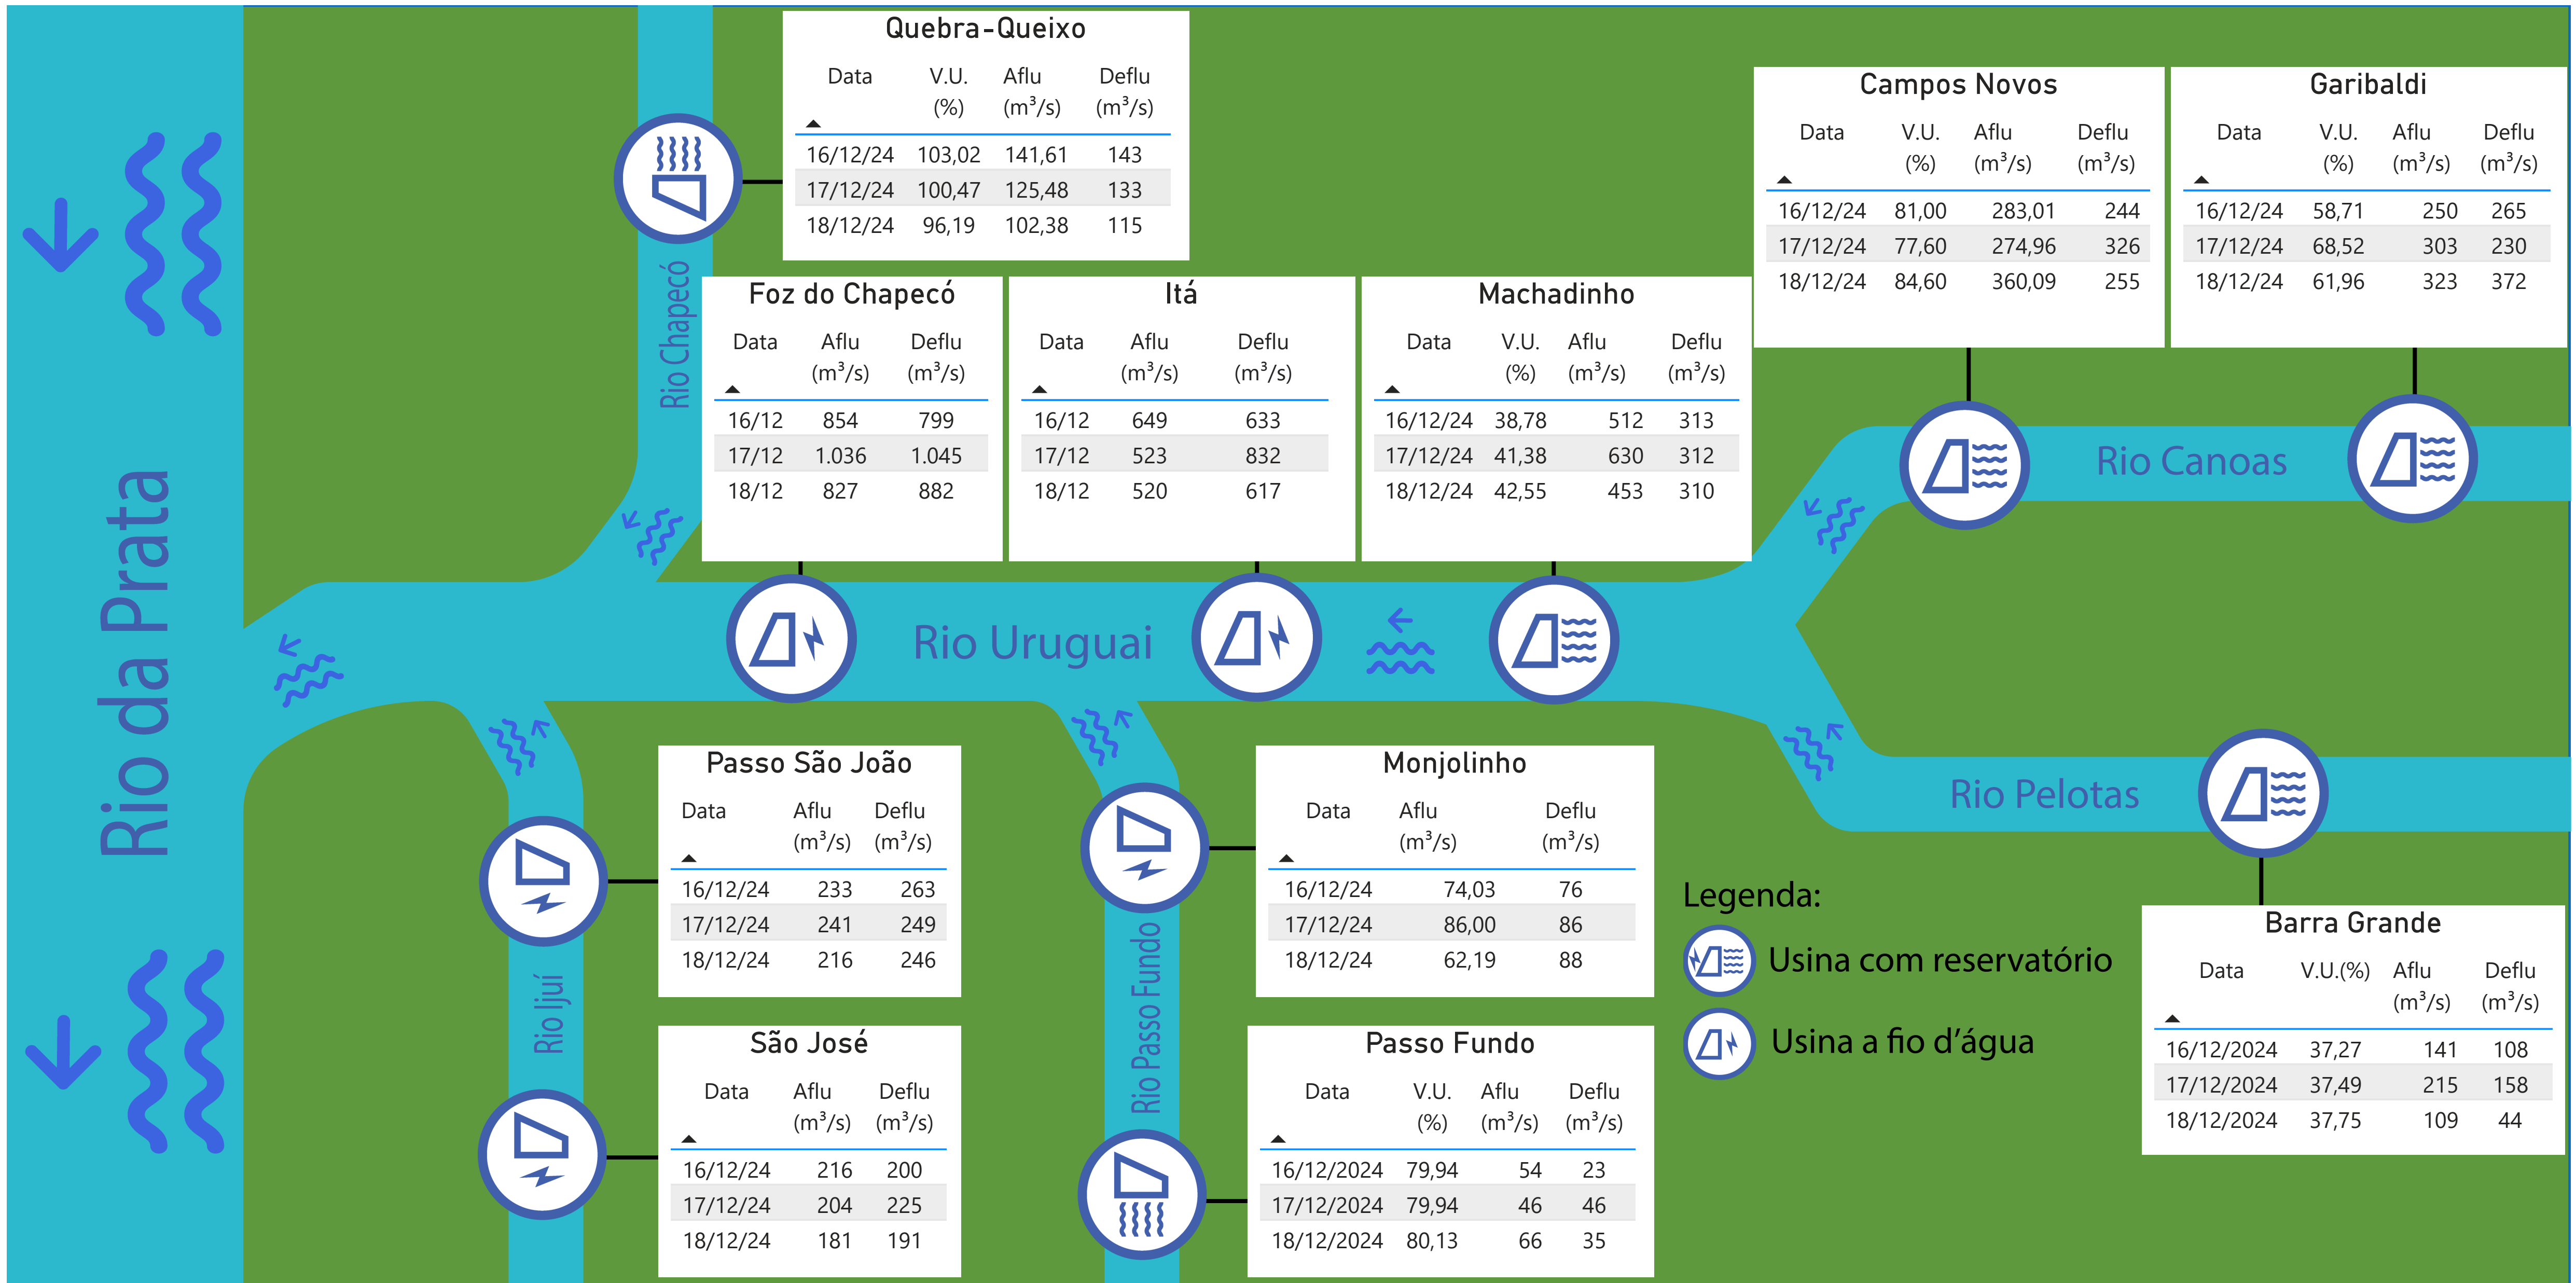 Quebra-Queixo
Data V.U. (%) Aflu (m³/s) Deflu (m³/s)
16/12/24 103,02 141,61 143
17/12/24 100,47 125,48 133
18/12/24 96,19 102,38 115
Campos Novos
Data V.U. (%) Aflu (m³/s) Deflu (m³/s)
16/12/24 81,00 283,01 244
17/12/24 77,60 274,96 326
18/12/24 84,60 360,09 255
Garibaldi
Data V.U. (%) Aflu (m³/s) Deflu (m³/s)
16/12/24 58,71 250 265
17/12/24 68,52 303 230
18/12/24 61,96 323 372
Rio Chapecó
Foz do Chapecó
Data Aflu (m³/s) Deflu (m³/s)
16/12 854 799
17/12 1.036 1.045
18/12 827 882
Itá
Data Aflu (m³/s) Deflu (m³/s)
16/12 649 633
17/12 523 832
18/12 520 617
Machadinho
Data V.U. (%) Aflu (m³/s) Deflu (m³/s)
16/12/24 38,78 512 313
17/12/24 41,38 630 312
18/12/24 42,55 453 310
Rio Canoas
Rio da Prata
Rio Uruguai
Rio Pelotas
Passo São João
Data Aflu (m³/s) Deflu (m³/s)
16/12/24 233 263
17/12/24 241 249
18/12/24 216 246
Monjolinho
Data Aflu (m³/s) Deflu (m³/s)
16/12/24 74,03 76
17/12/24 86,00 86
18/12/24 62,19 88
Legenda:
Usina com reservatório
Usina a fio d’água
Barra Grande
Data V.U.(%) Aflu (m³/s) Deflu (m³/s)
16/12/2024 37,27 141 108
17/12/2024 37,49 215 158
18/12/2024 37,75 109 44
Rio Ijuí
São José
Data Aflu (m³/s) Deflu (m³/s)
16/12/24 216 200
17/12/24 204 225
18/12/24 181 191
Rio Passo Fundo
Passo Fundo
Data V.U. (%) Aflu (m³/s) Deflu (m³/s)
16/12/2024 79,94 54 23
17/12/2024 79,94 46 46
18/12/2024 80,13 66 35